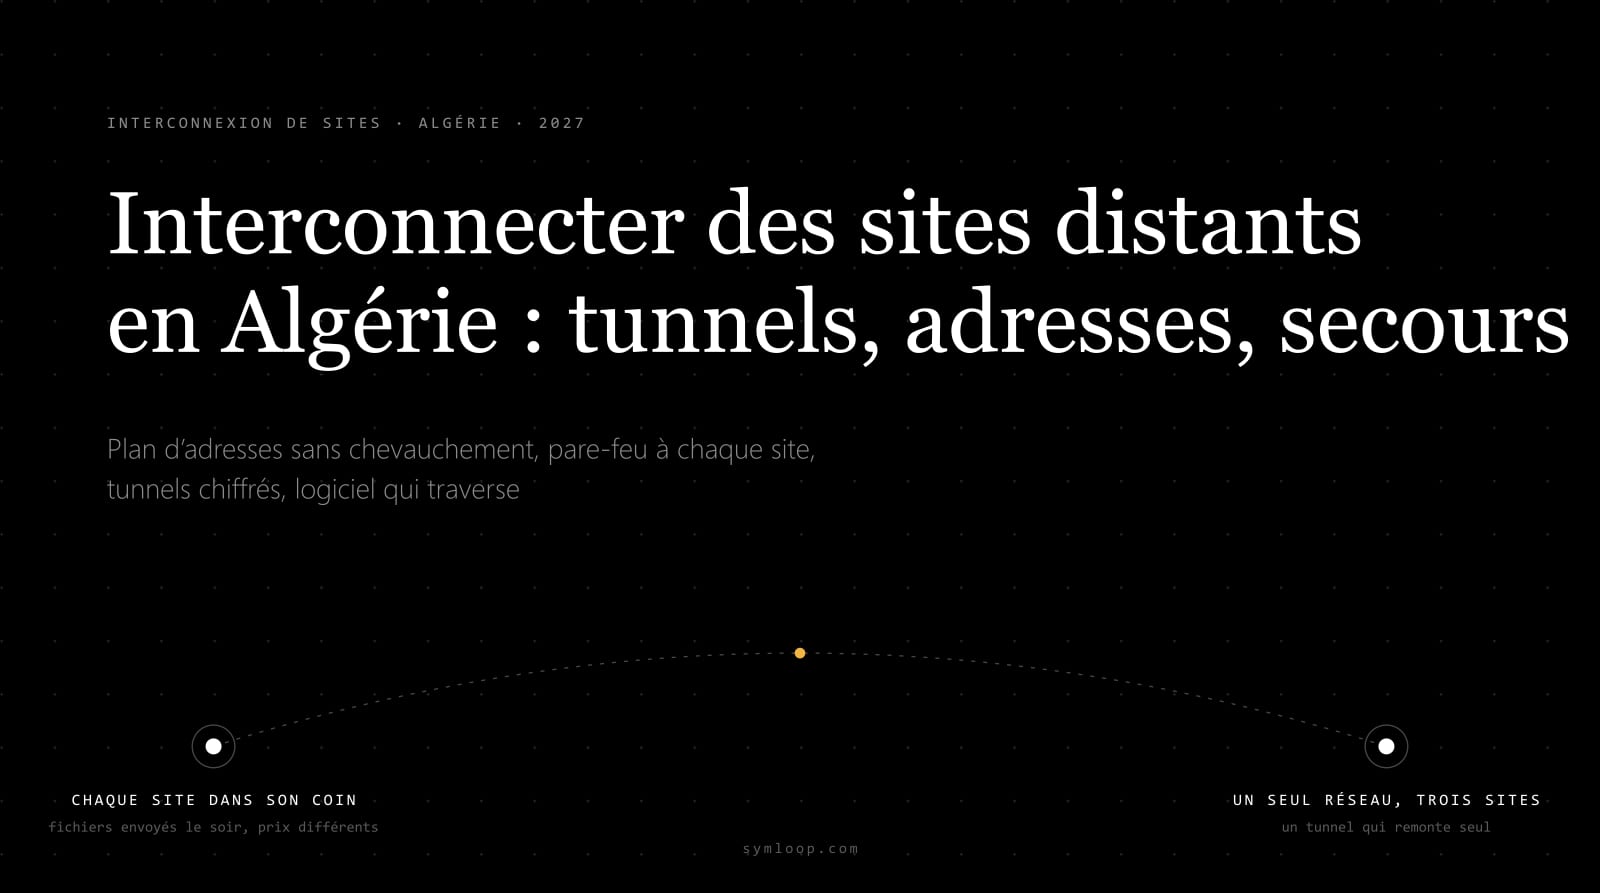 INTERCONNEXION DE SITES · ALGÉRIE · 2027
Interconnecter des sites distants
en Algérie : tunnels, adresses, secours
Plan d’adresses sans chevauchement, pare-feu à chaque site,
tunnels chiffrés, logiciel qui traverse
CHAQUE SITE DANS SON COIN
fichiers envoyés le soir, prix différents
UN SEUL RÉSEAU, TROIS SITES
un tunnel qui remonte seul
symloop.com